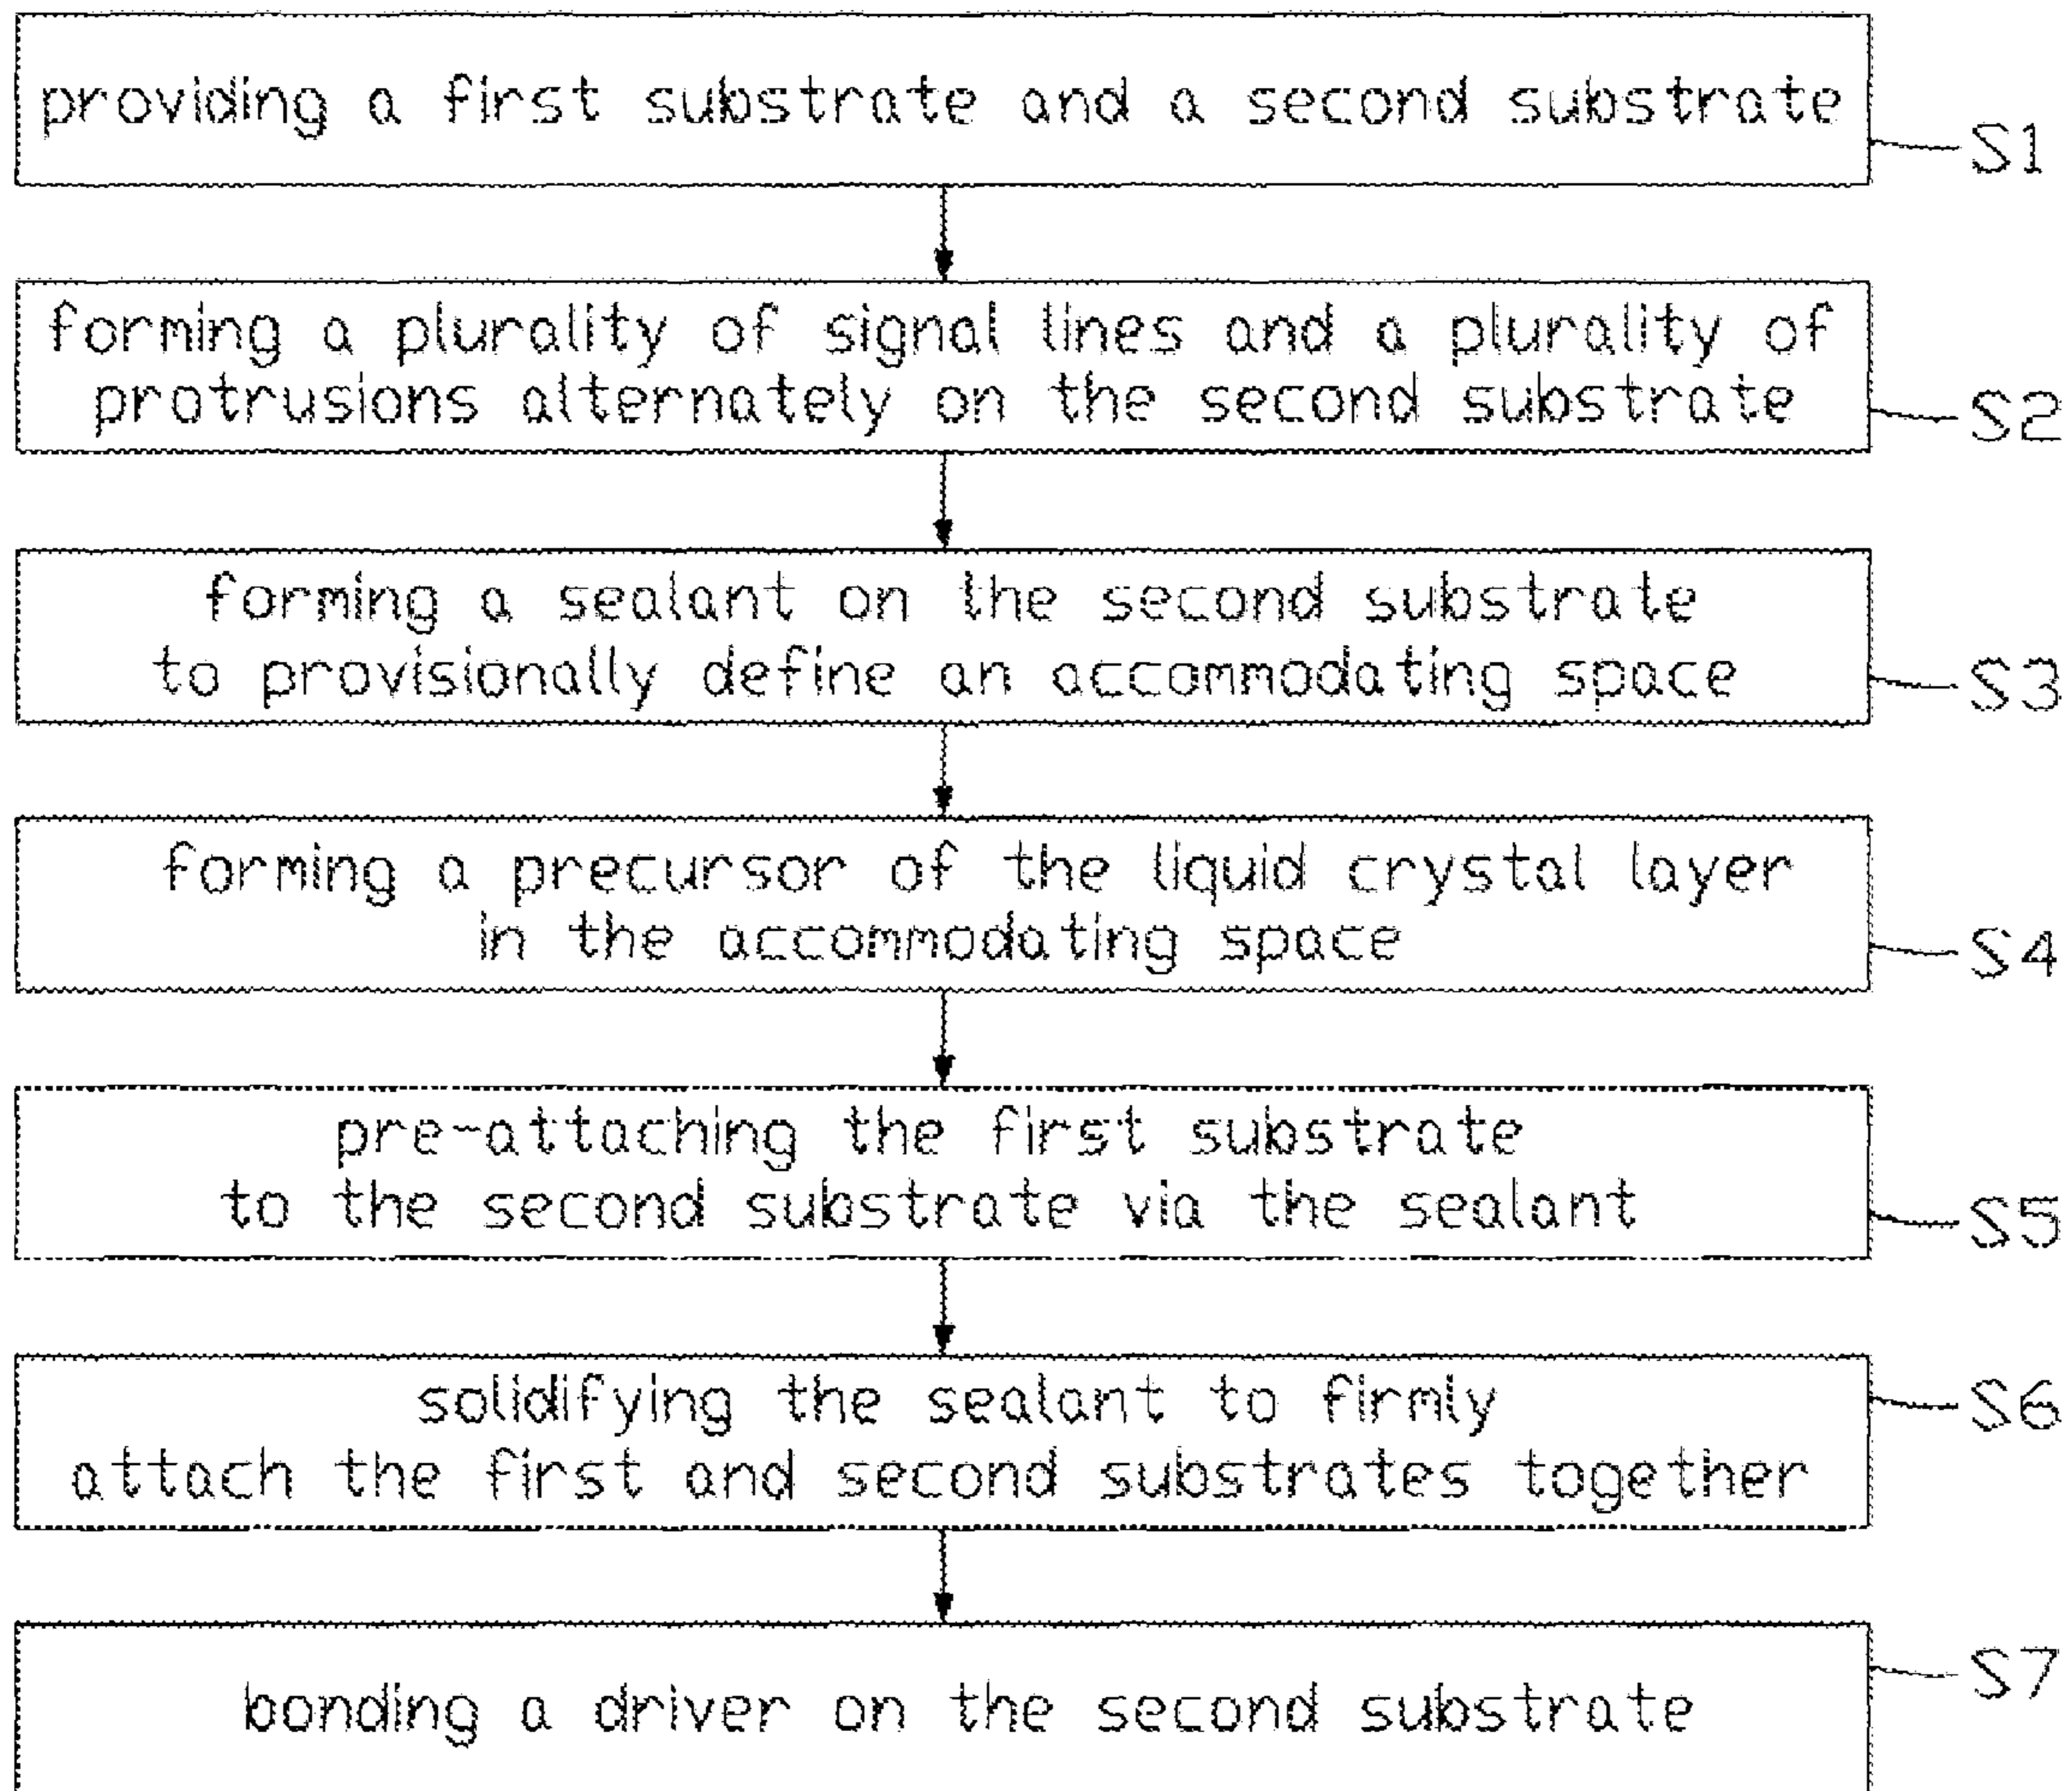 providing a first substrate and a second substrate
S1
forming a plurality of signal lines and a plurality of
protrusions alternately on the second substrate
S2
forming a sealant on the second substrate
to provisionally define an accommodating space
S3
forming a precursor of the liquid crystal layer
in the accommodating space
S4
pre-attaching the first substrate
to the second substrate via the sealant
S5
solidifying the sealant to firmly
attach the first and second substrates together
S6
bonding a driver on the second substrate
S7